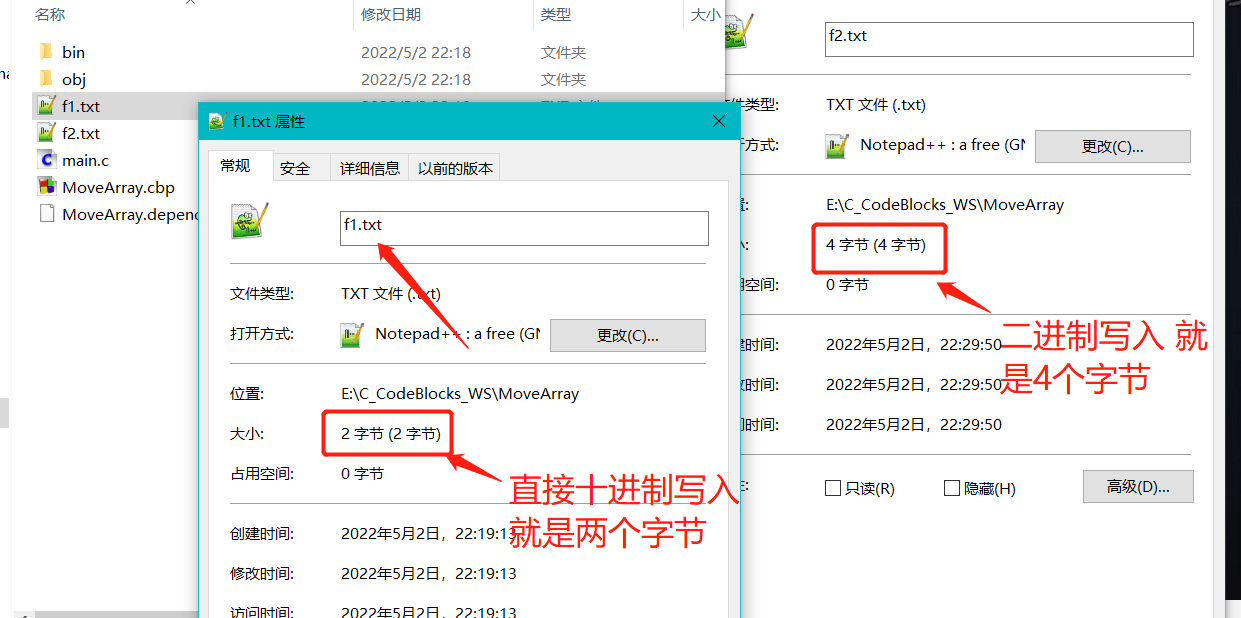 名称 修改日期 类型 大小
bin 2022/5/2 22:18 文件夹
obj 2022/5/2 22:18 文件夹
f1.txt
f2.txt
main.c
MoveArray.cbp
MoveArray.depend
f1.txt 属性
常规 安全 详细信息 以前的版本
f1.txt
文件类型: TXT 文件 (.txt)
打开方式: Notepad++ : a free (GN 更改(C)...
位置: E:\C_CodeBlocks_WS\MoveArray
大小: 2 字节 (2 字节)
占用空间: 0 字节
直接十进制写入
就是两个字节
创建时间: 2022年5月2日，22:19:13
修改时间: 2022年5月2日，22:19:13
访问时间: 2022年5月2日，22:19:13
f2.txt
件类型: TXT 文件 (.txt)
开方式: Notepad++ : a free (GN 更改(C)...
置: E:\C_CodeBlocks_WS\MoveArray
小: 4 字节 (4 字节)
用空间: 0 字节
二进制写入 就
是4个字节
建时间: 2022年5月2日，22:29:50
改时间: 2022年5月2日，22:29:50
问时间: 2022年5月2日，22:29:50
只读(R) 隐藏(H) 高级(D)...